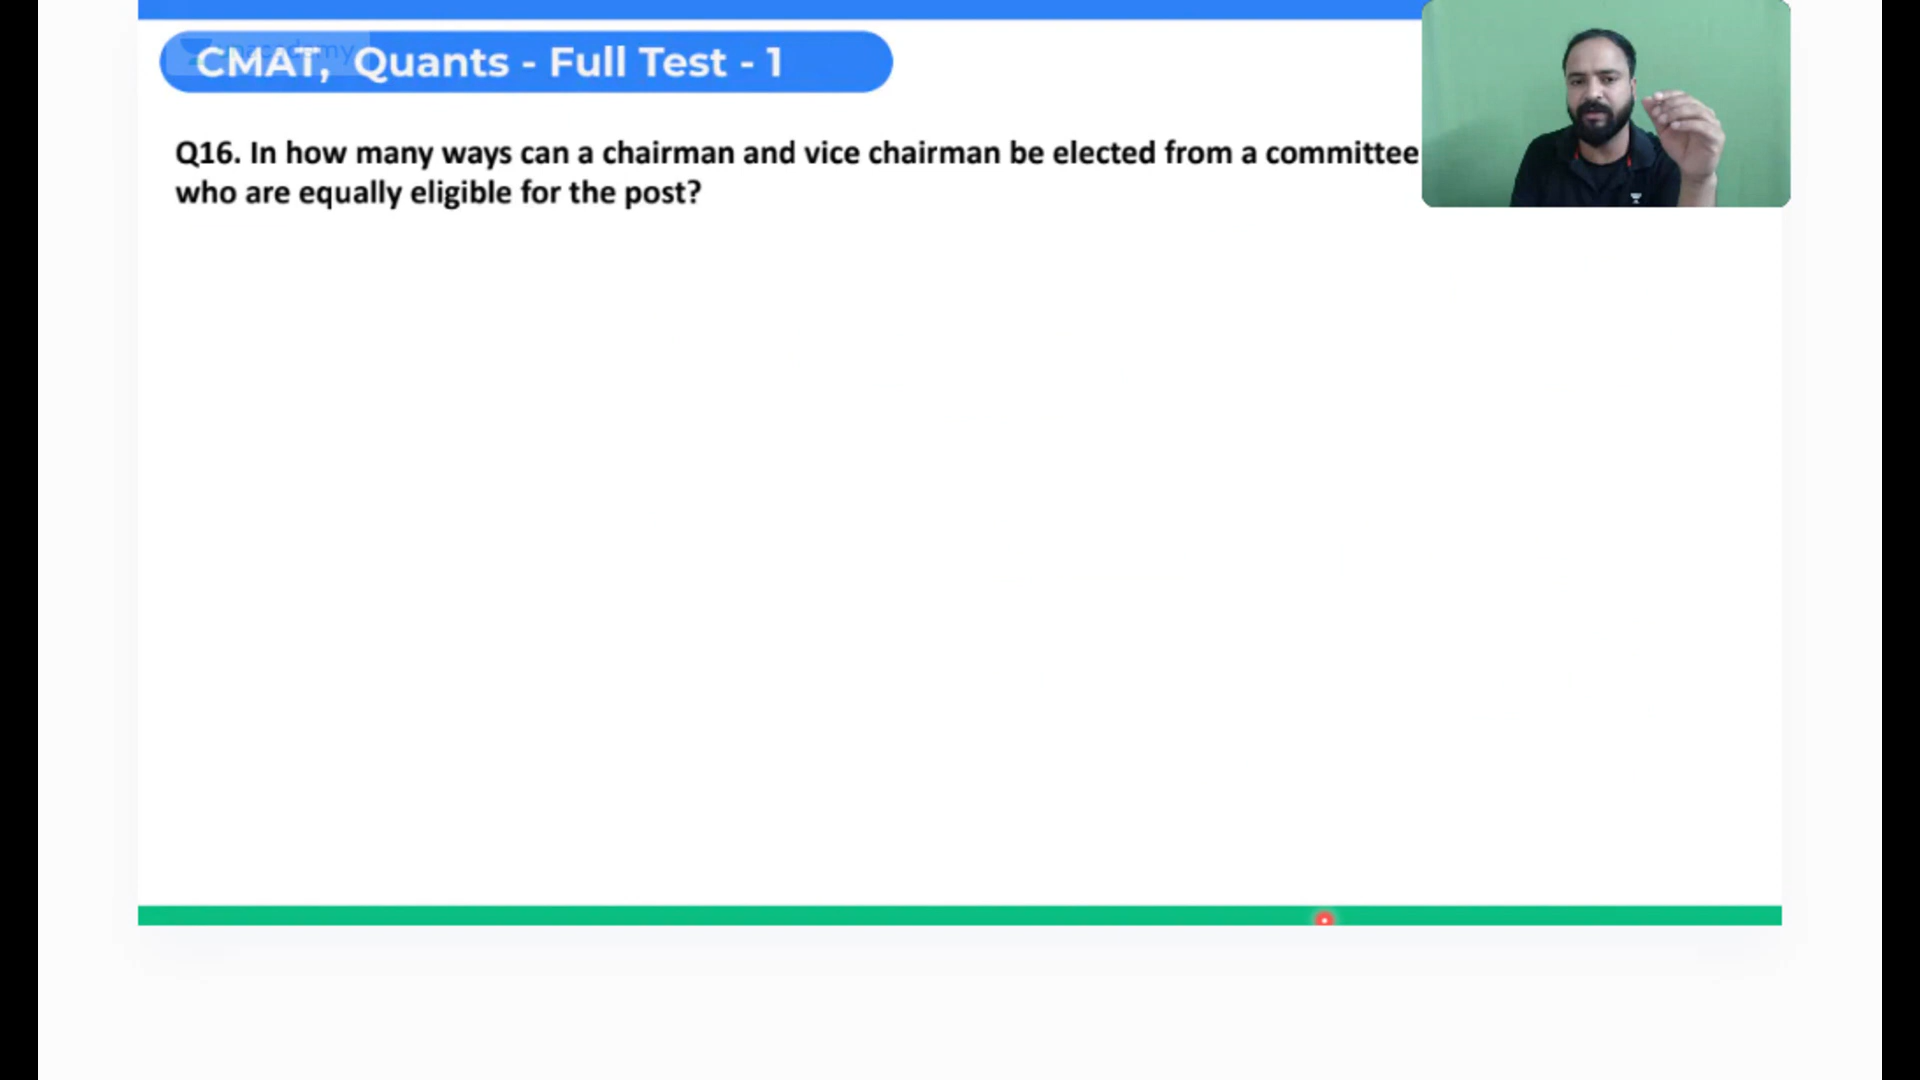 CMAT, Quants - Full Test - 1
Q16. In how many ways can a chairman and vice chairman be elected from a committee
who are equally eligible for the post?